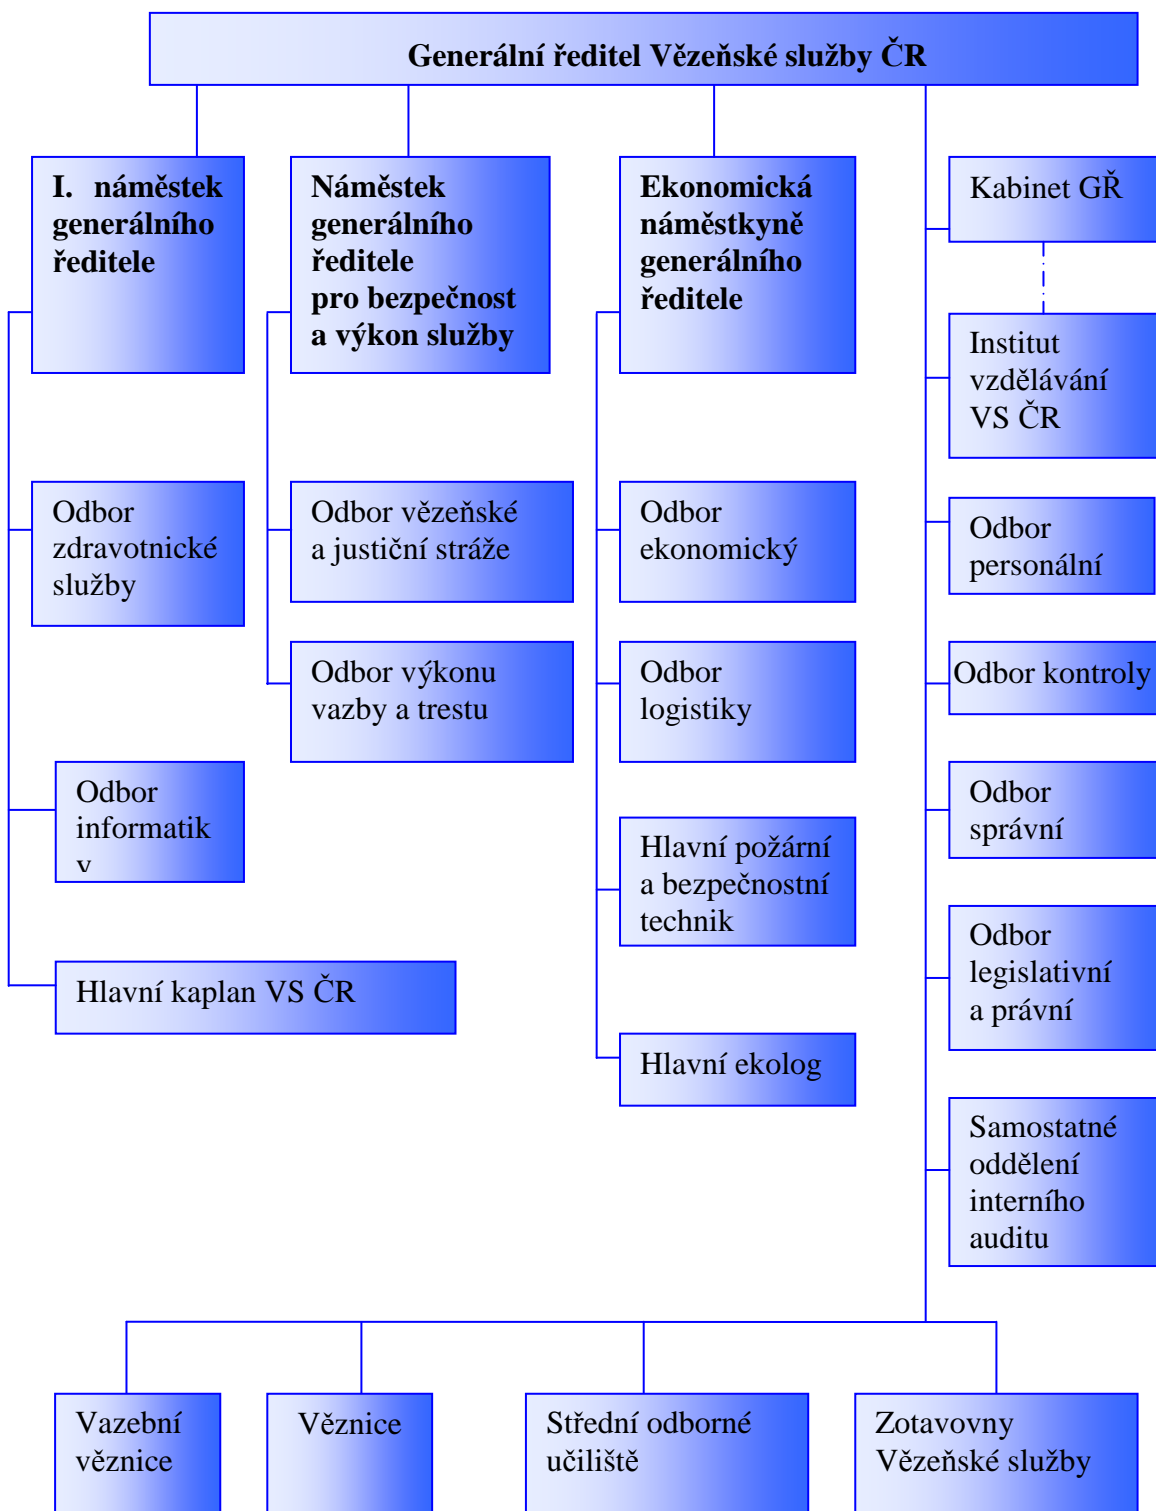 Generální ředitel Vězeňské služby ČR
I. náměstek
generálního
ředitele
Náměstek
generálního
ředitele
pro bezpečnost
a výkon služby
Ekonomická
náměstkyně
generálního
ředitele
Kabinet GŘ
Institut
vzdělávání
VS ČR
Odbor
zdravotnické
služby
Odbor vězeňské
a justiční stráže
Odbor
ekonomický
Odbor
personální
Odbor výkonu
vazby a trestu
Odbor
logistiky
Odbor kontroly
Odbor
informatik
y
Odbor
správní
Hlavní požární
a bezpečnostní
technik
Odbor
legislativní
a právní
Hlavní kaplan VS ČR
Hlavní ekolog
Samostatné
oddělení
interního
auditu
Vazební
věznice
Věznice
Střední odborné
učiliště
Zotavovny
Vězeňské služby